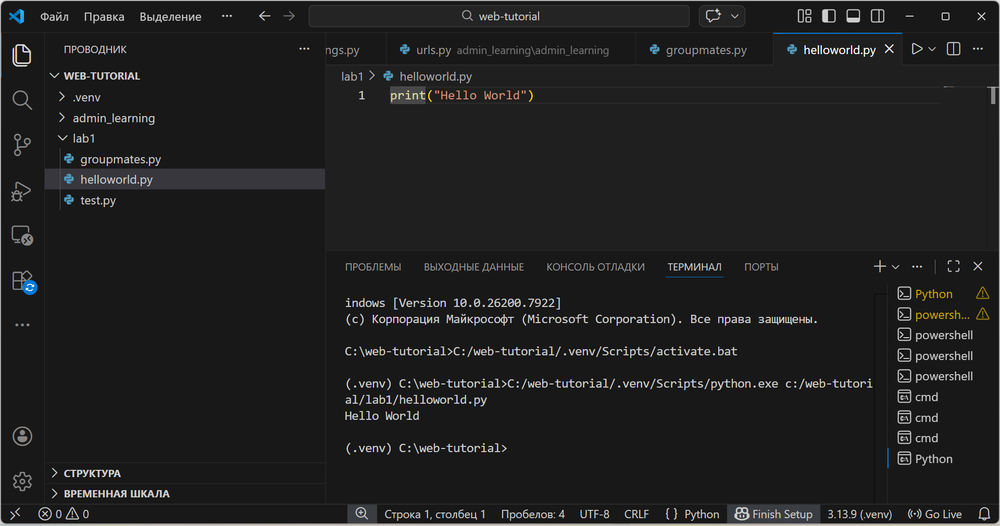 Файл Правка Выделение ··· web-tutorial
ПРОВОДНИК ···
ngs.py urls.py admin_learning\admin_learning groupmates.py helloworld.py ···
WEB-TUTORIAL
.venv
admin_learning
lab1
groupmates.py
helloworld.py
test.py
lab1 > helloworld.py
1 print("Hello World")
ПРОБЛЕМЫ ВЫХОДНЫЕ ДАННЫЕ КОНСОЛЬ ОТЛАДКИ ТЕРМИНАЛ ПОРТЫ
indows [Version 10.0.26200.7922]
(c) Корпорация Майкрософт (Microsoft Corporation). Все права защищены.
C:\web-tutorial>C:/web-tutorial/.venv/Scripts/activate.bat
(.venv) C:\web-tutorial>C:/web-tutorial/.venv/Scripts/python.exe c:/web-tutori
al/lab1/helloworld.py
Hello World
(.venv) C:\web-tutorial>
Python
powersh...
powershell
powershell
powershell
cmd
cmd
cmd
Python
СТРУКТУРА
ВРЕМЕННАЯ ШКАЛА
0 0 Строка 1, столбец 1 Пробелов: 4 UTF-8 CRLF { } Python Finish Setup 3.13.9 (.venv) Go Live